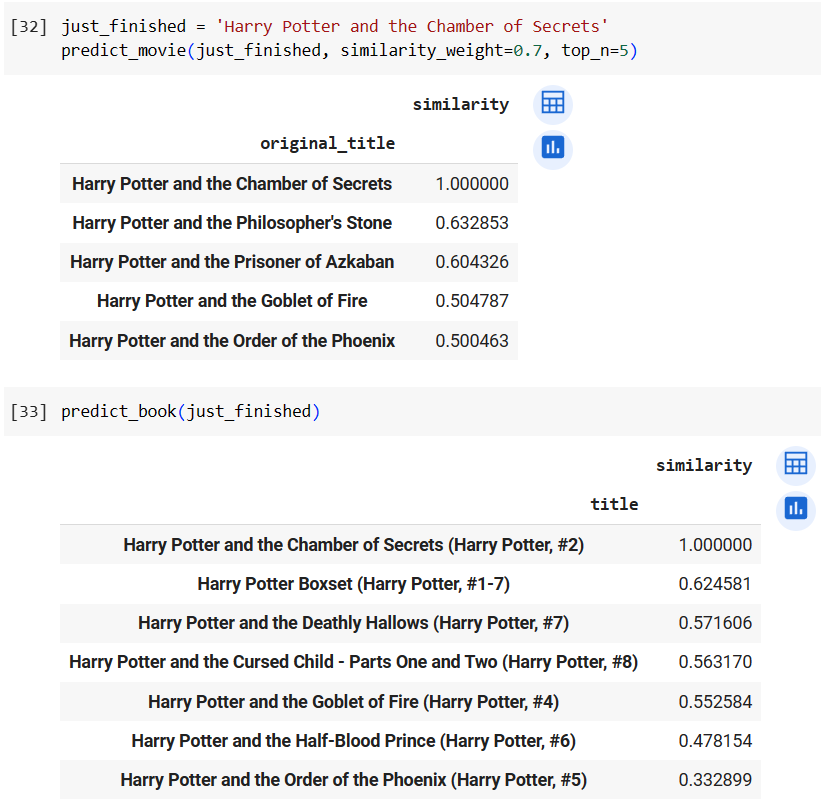 [32] just_finished = 'Harry Potter and the Chamber of Secrets'
predict_movie(just_finished, similarity_weight=0.7, top_n=5)
similarity
original_title
Harry Potter and the Chamber of Secrets 1.000000
Harry Potter and the Philosopher's Stone 0.632853
Harry Potter and the Prisoner of Azkaban 0.604326
Harry Potter and the Goblet of Fire 0.504787
Harry Potter and the Order of the Phoenix 0.500463
[33] predict_book(just_finished)
similarity
title
Harry Potter and the Chamber of Secrets (Harry Potter, #2) 1.000000
Harry Potter Boxset (Harry Potter, #1-7) 0.624581
Harry Potter and the Deathly Hallows (Harry Potter, #7) 0.571606
Harry Potter and the Cursed Child - Parts One and Two (Harry Potter, #8) 0.563170
Harry Potter and the Goblet of Fire (Harry Potter, #4) 0.552584
Harry Potter and the Half-Blood Prince (Harry Potter, #6) 0.478154
Harry Potter and the Order of the Phoenix (Harry Potter, #5) 0.332899